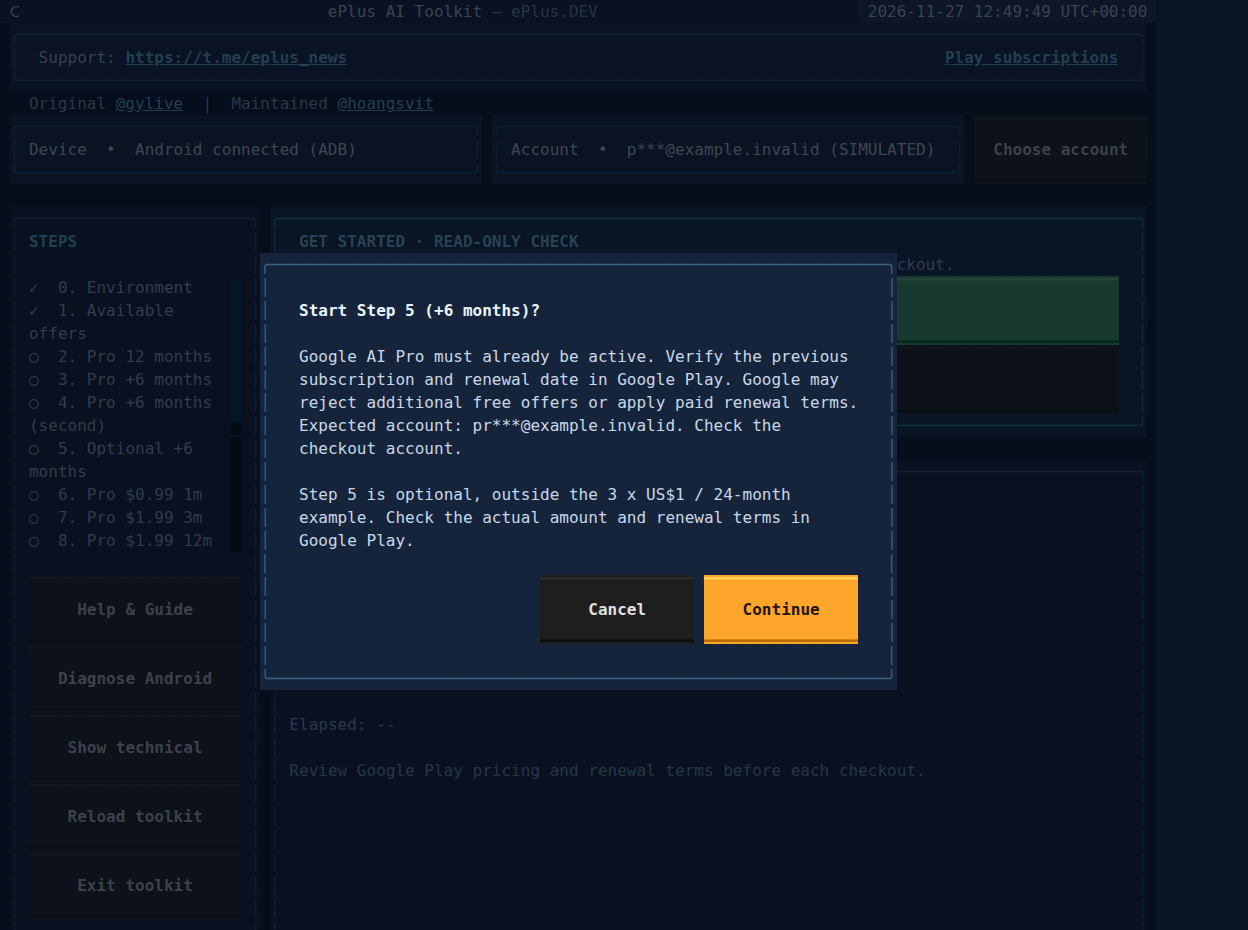 ePlus AI Toolkit — ePlus.DEV
2026-11-27 12:49:49 UTC+00:00
Support: https://t.me/eplus_news
Play subscriptions
Original @gylive | Maintained @hoangsvit
Device • Android connected (ADB)
Account • p***@example.invalid (SIMULATED)
Choose account
STEPS
✓ 0. Environment
✓ 1. Available
offers
○ 2. Pro 12 months
○ 3. Pro +6 months
○ 4. Pro +6 months
(second)
○ 5. Optional +6
months
○ 6. Pro $0.99 1m
○ 7. Pro $1.99 3m
○ 8. Pro $1.99 12m
Help & Guide
Diagnose Android
Show technical
Reload toolkit
Exit toolkit
GET STARTED · READ-ONLY CHECK
ckout.
Start Step 5 (+6 months)?
Google AI Pro must already be active. Verify the previous
subscription and renewal date in Google Play. Google may
reject additional free offers or apply paid renewal terms.
Expected account: pr***@example.invalid. Check the
checkout account.
Step 5 is optional, outside the 3 x US$1 / 24-month
example. Check the actual amount and renewal terms in
Google Play.
Cancel
Continue
Elapsed: --
Review Google Play pricing and renewal terms before each checkout.